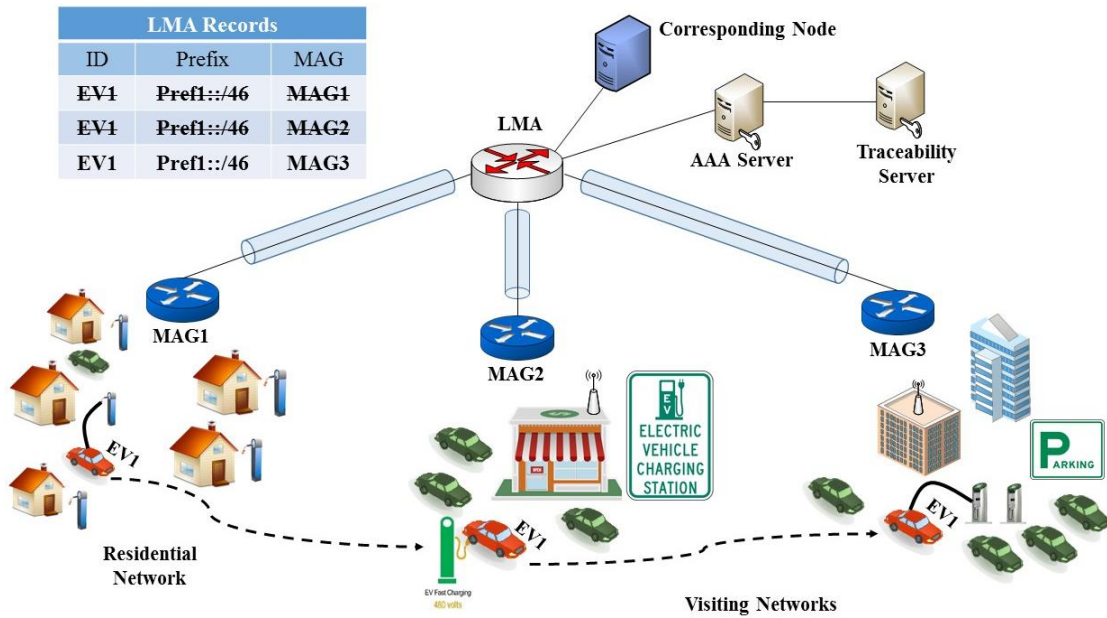 LMA Records
ID Prefix MAG
EV1 Pref1::/46 MAG1
EV1 Pref1::/46 MAG2
EV1 Pref1::/46 MAG3
Corresponding Node
LMA
AAA Server
Traceability
Server
MAG1
MAG2
MAG3
EV1
EV
ELECTRIC
VEHICLE
CHARGING
STATION
OPEN
PARKING
EV1
EV1
Residential
Network
EV Fast Charging
480 volts
Visiting Networks